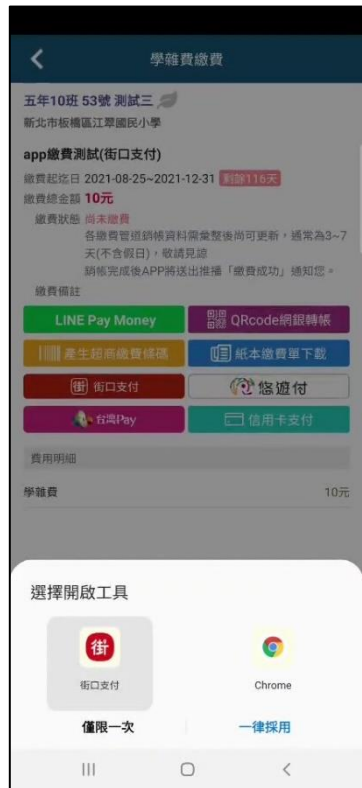 學雜費繳費
五年10班 53號 測試三
新北市板橋區江翠國民小學
app繳費測試(街口支付)
繳費起迄日 2021-08-25~2021-12-31 剩餘116天
繳費總金額 10元
繳費狀態 尚未繳費
各繳費管道銷帳資料需彙整後尚可更新，通常為3~7
天(不含假日)，敬請見諒
銷帳完成後APP將送出推播「繳費成功」通知您。
繳費備註
LINE Pay Money QRcode網銀轉帳
產生超商繳費條碼 紙本繳費單下載
街 街口支付 悠遊付
台灣Pay 信用卡支付
費用明細
學雜費 10元
選擇開啟工具
街
街口支付 Chrome
僅限一次 一律採用